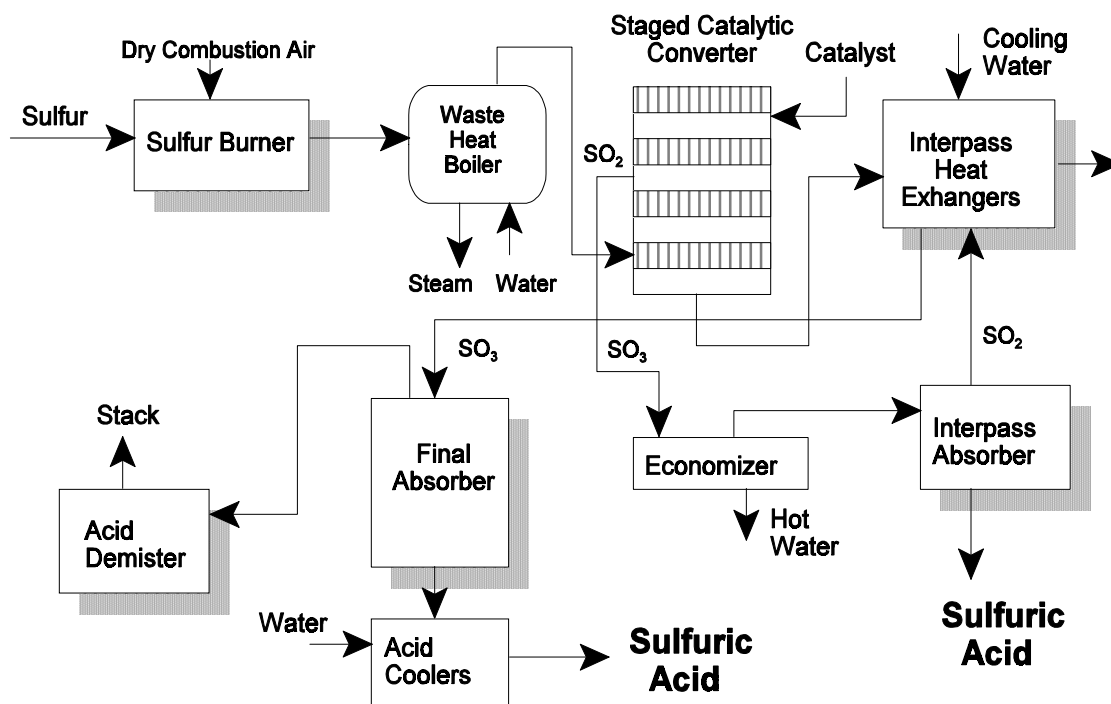 Staged Catalytic
Converter
Dry Combustion Air
Catalyst
Cooling
Water
Sulfur
Sulfur Burner
Waste
Heat
Boiler
SO₂
Interpass
Heat
Exhangers
Steam
Water
SO₃
SO₃
SO₂
Stack
Final
Absorber
Economizer
Interpass
Absorber
Acid
Demister
Hot
Water
Water
Acid
Coolers
Sulfuric
Acid
Sulfuric
Acid